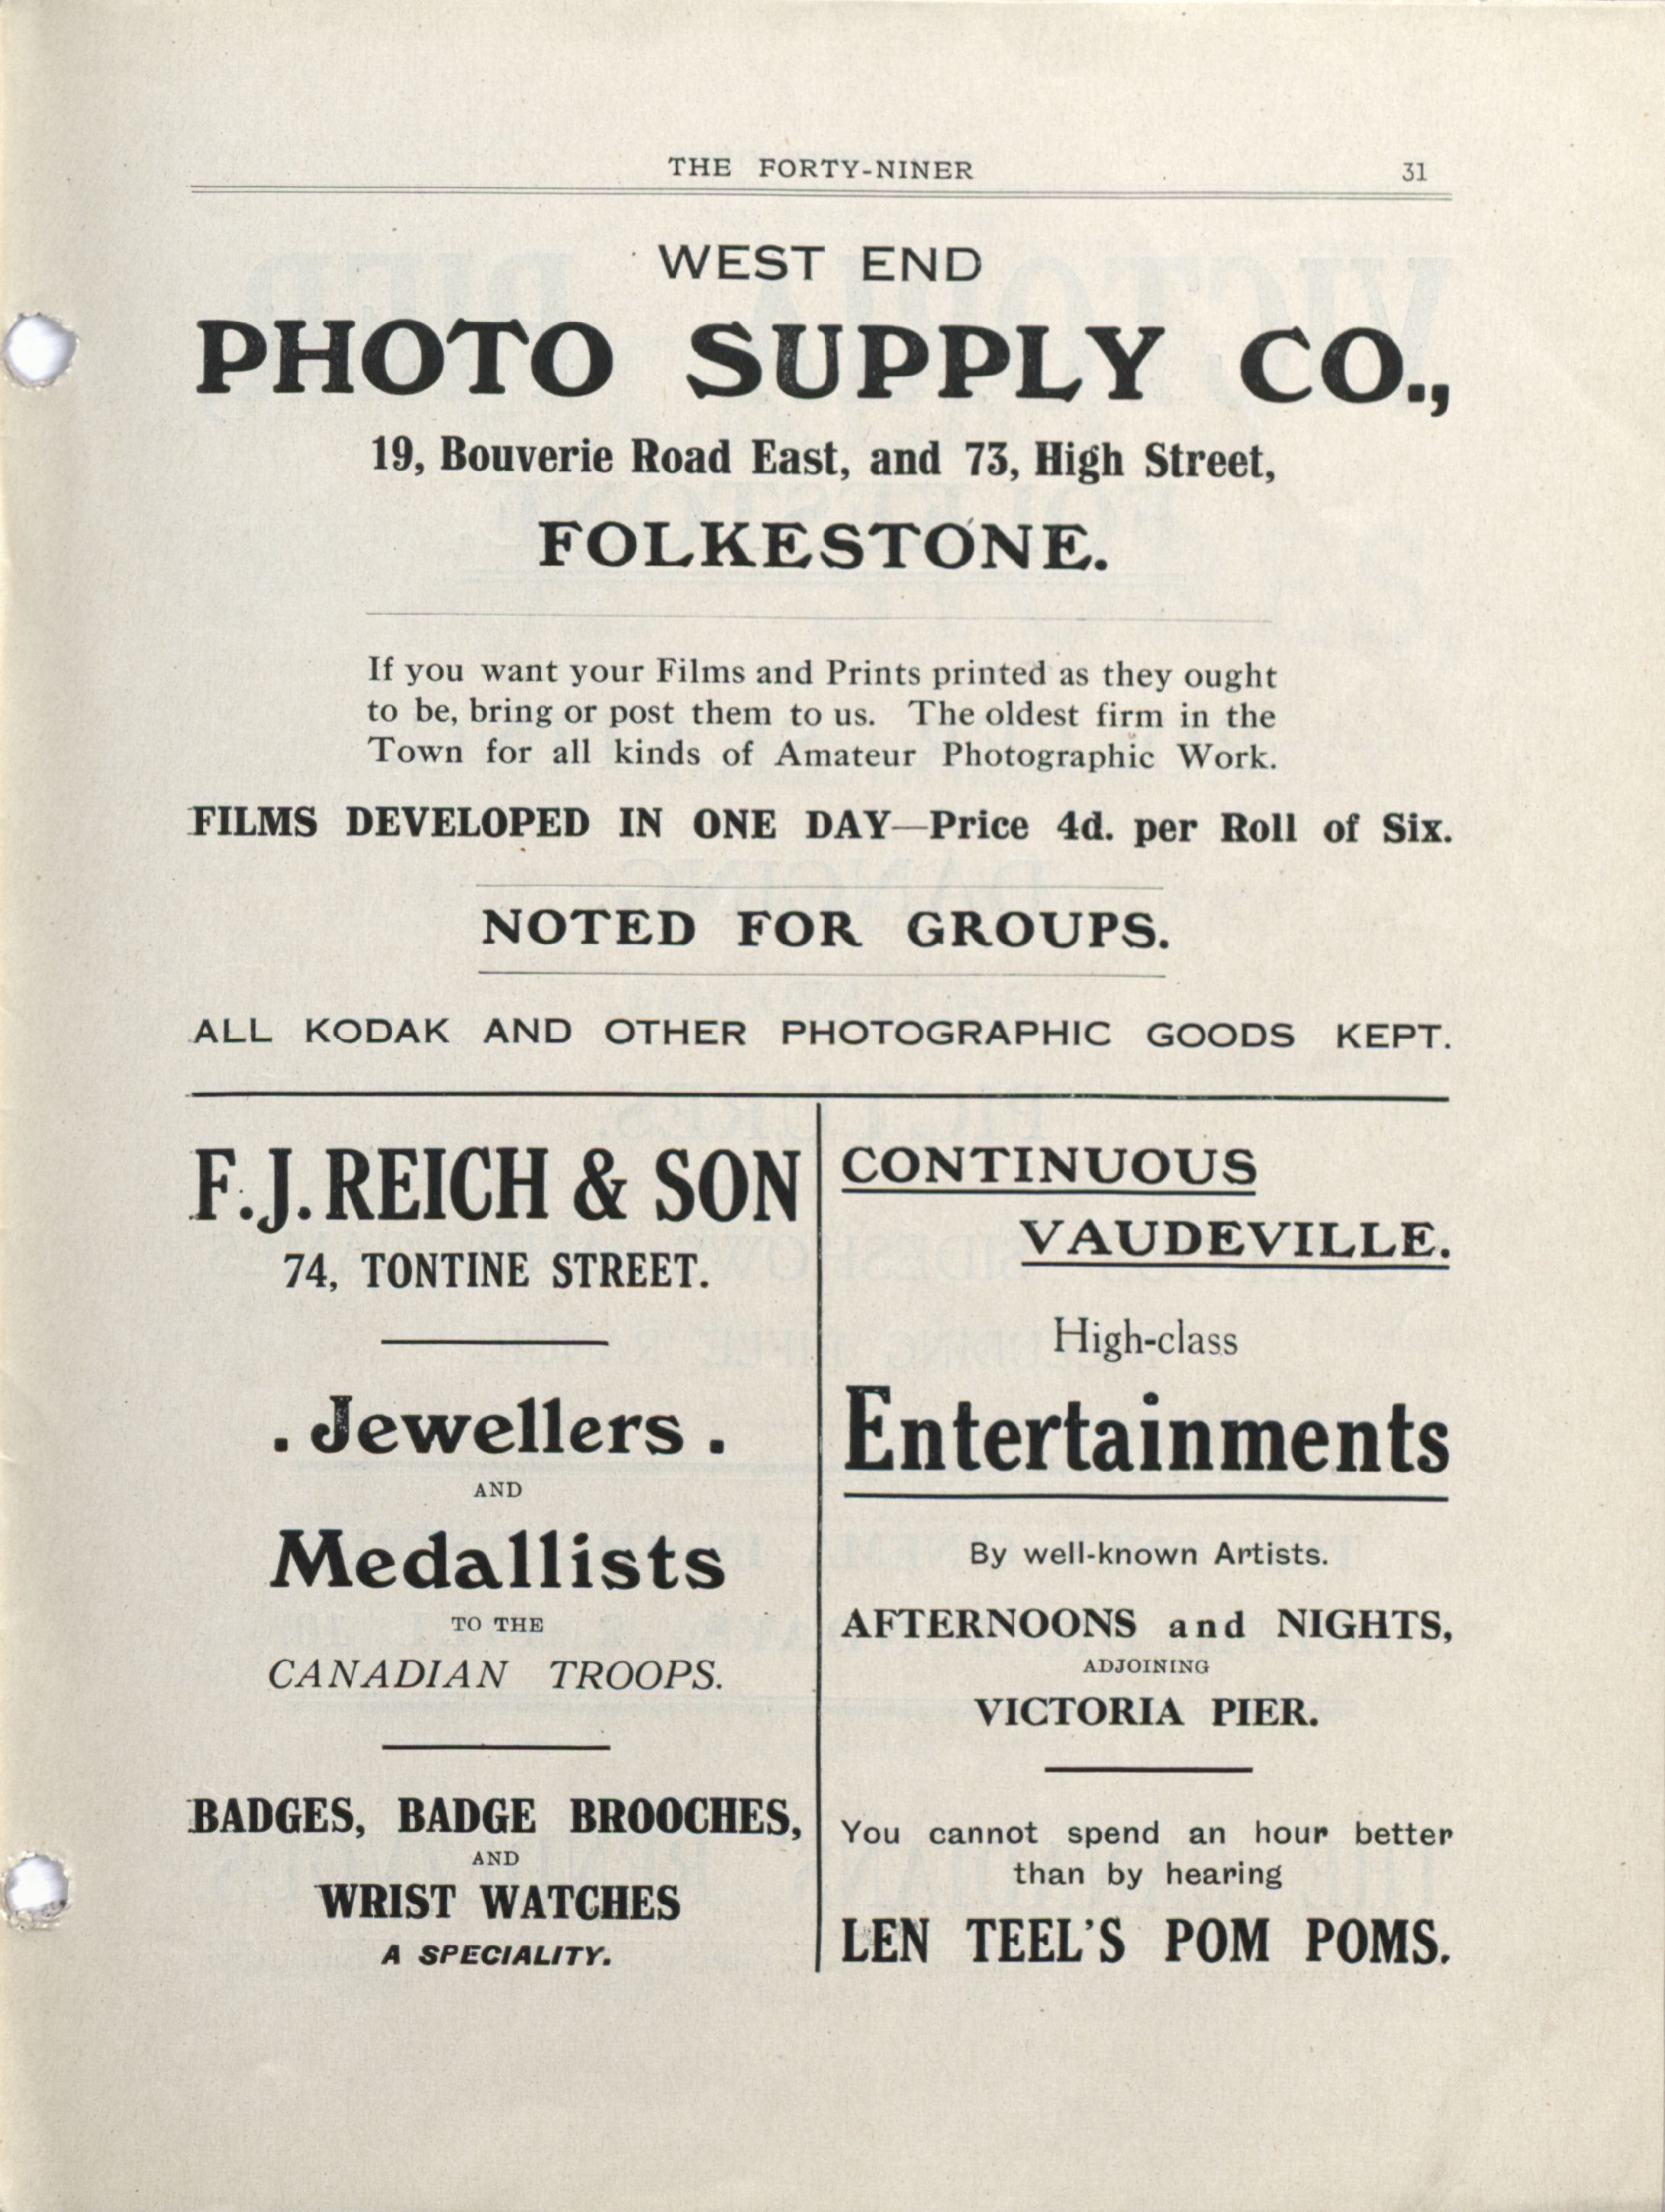 THE FORTY-NINER 31
WEST END
PHOTO SUPPLY CO.,
19, Bouverie Road East, and 73, High Street,
FOLKESTONE.
If you want your Films and Prints printed as they ought
to be, bring or post them to us. The oldest firm in the
Town for all kinds of Amateur Photographic Work.
FILMS DEVELOPED IN ONE DAY—Price 4d. per Roll of Six.
NOTED FOR GROUPS.
ALL KODAK AND OTHER PHOTOGRAPHIC GOODS KEPT.
F. J. REICH & SON
74, TONTINE STREET.
. Jewellers .
AND
Medallists
TO THE
CANADIAN TROOPS.
BADGES, BADGE BROOCHES,
AND
WRIST WATCHES
A SPECIALITY.
CONTINUOUS
VAUDEVILLE.
High-class
Entertainments
By well-known Artists.
AFTERNOONS and NIGHTS,
ADJOINING
VICTORIA PIER.
You cannot spend an hour better
than by hearing
LEN TEEL'S POM POMS.